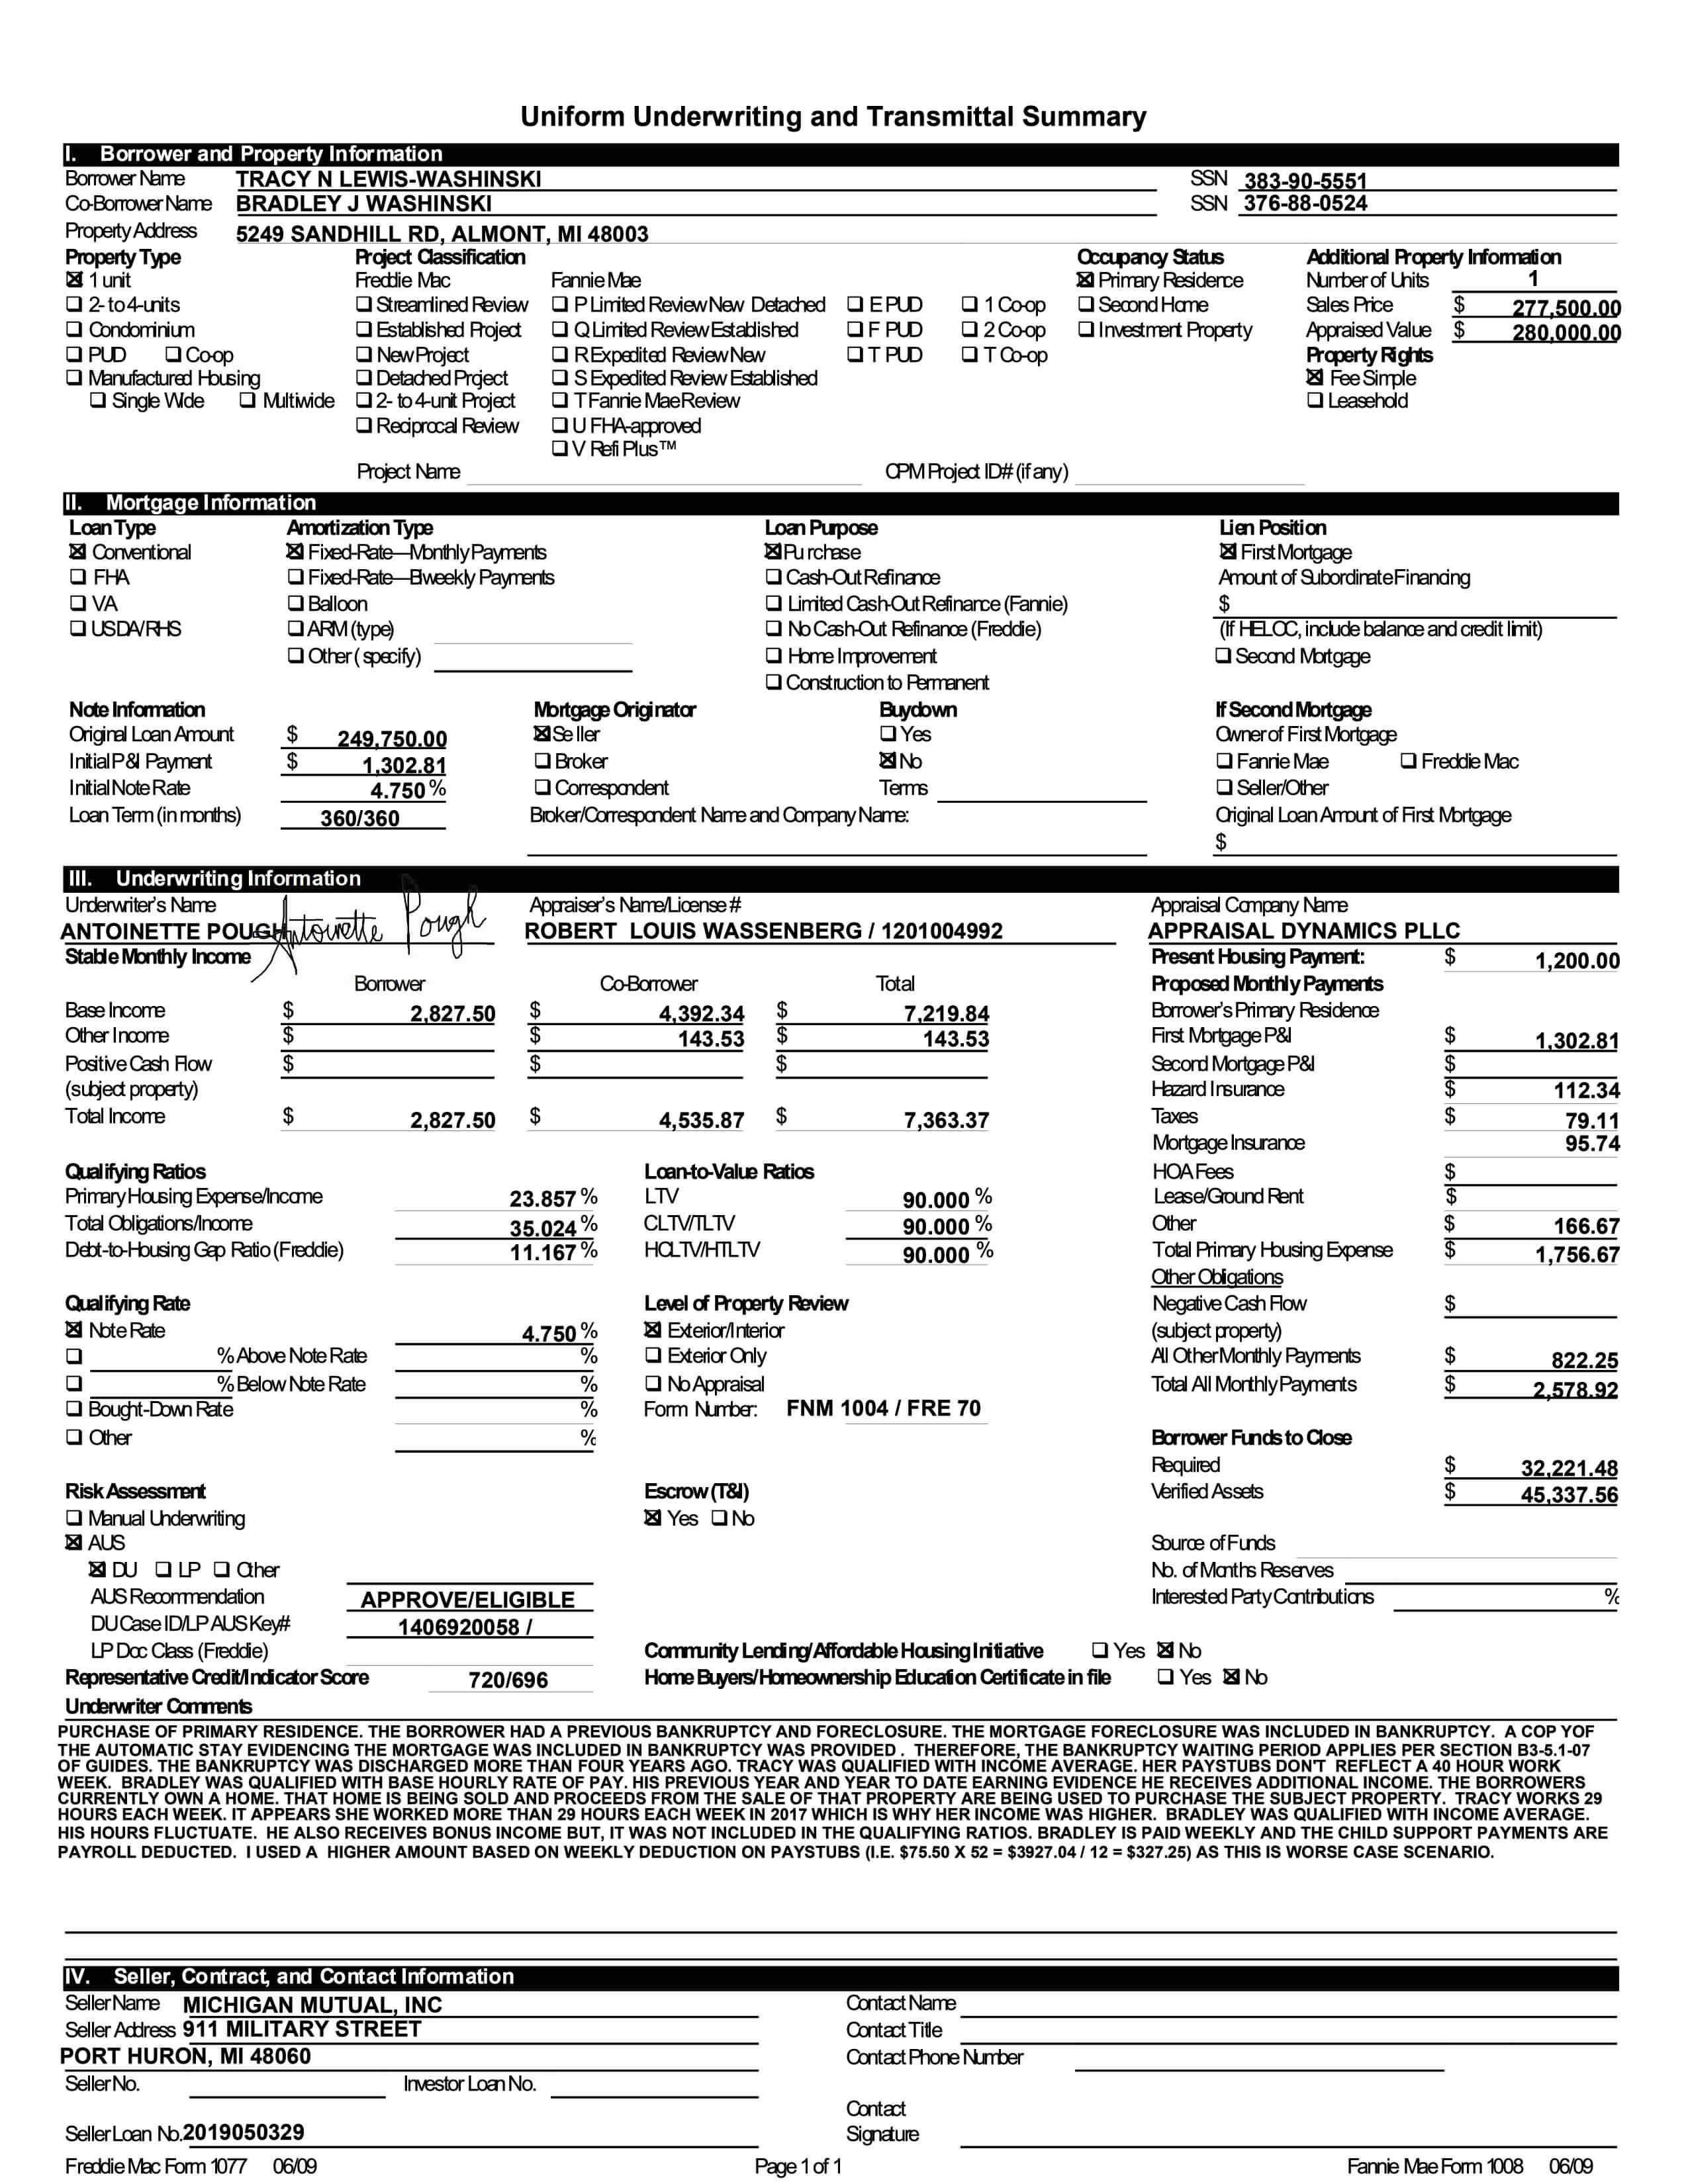 Uniform Underwriting and Transmittal Summary
I. Borrower and Property Information
Borrower Name TRACY N LEWIS-WASHINSKI SSN 383-90-5551
Co-Borrower Name BRADLEY J WASHINSKI SSN 376-88-0524
Property Address 5249 SANDHILL RD, ALMONT, MI 48003
Property Type Project Classification Occupancy Status Additional Property Information
☒ 1 unit Freddie Mac Fannie Mae ☒ Primary Residence Number of Units 1
☐ 2- to 4-units ☐ Streamlined Review ☐ P Limited Review New Detached ☐ E PUD ☐ 1 Co-op ☐ Second Home Sales Price $ 277,500.00
☐ Condominium ☐ Established Project ☐ Q Limited Review Established ☐ F PUD ☐ 2 Co-op ☐ Investment Property Appraised Value $ 280,000.00
☐ PUD ☐ Co-op ☐ New Project ☐ R Expedited Review New ☐ T PUD ☐ T Co-op Property Rights
☐ Manufactured Housing ☐ Detached Project ☐ S Expedited Review Established ☒ Fee Simple
☐ Single Wide ☐ Multiwide ☐ 2- to 4-unit Project ☐ T Fannie Mae Review ☐ Leasehold
☐ Reciprocal Review ☐ U FHA-approved
☐ V Refi Plus™
Project Name CPM Project ID# (if any)
II. Mortgage Information
Loan Type Amortization Type Loan Purpose Lien Position
☒ Conventional ☒ Fixed-Rate—Monthly Payments ☒ Purchase ☒ First Mortgage
☐ FHA ☐ Fixed-Rate—Biweekly Payments ☐ Cash-Out Refinance Amount of Subordinate Financing
☐ VA ☐ Balloon ☐ Limited Cash-Out Refinance (Fannie) $
☐ USDA/RHS ☐ ARM (type) ☐ No Cash-Out Refinance (Freddie) (If HELOC, include balance and credit limit)
☐ Other ( specify) ☐ Home Improvement ☐ Second Mortgage
☐ Construction to Permanent
Note Information Mortgage Originator Buydown If Second Mortgage
Original Loan Amount $ 249,750.00 ☒ Seller ☐ Yes Owner of First Mortgage
Initial P&I Payment $ 1,302.81 ☐ Broker ☒ No ☐ Fannie Mae ☐ Freddie Mac
Initial Note Rate 4.750 % ☐ Correspondent Terms ☐ Seller/Other
Loan Term (in months) 360/360 Broker/Correspondent Name and Company Name: Original Loan Amount of First Mortgage
$
III. Underwriting Information
Underwriter's Name Appraiser's Name/License # Appraisal Company Name
ANTOINETTE POUGH Antoinette Pough ROBERT LOUIS WASSENBERG / 1201004992 APPRAISAL DYNAMICS PLLC
Stable Monthly Income Present Housing Payment: $ 1,200.00
Borrower Co-Borrower Total Proposed Monthly Payments
Base Income $ 2,827.50 $ 4,392.34 $ 7,219.84 Borrower's Primary Residence
Other Income $ $ 143.53 $ 143.53 First Mortgage P&I $ 1,302.81
Positive Cash Flow $ $ $ Second Mortgage P&I $
(subject property) Hazard Insurance $ 112.34
Total Income $ 2,827.50 $ 4,535.87 $ 7,363.37 Taxes $ 79.11
Mortgage Insurance 95.74
Qualifying Ratios Loan-to-Value Ratios HOA Fees $
Primary Housing Expense/Income 23.857 % LTV 90.000 % Lease/Ground Rent $
Total Obligations/Income 35.024 % CLTV/TLTV 90.000 % Other $ 166.67
Debt-to-Housing Gap Ratio (Freddie) 11.167 % HCLTV/HTLTV 90.000 % Total Primary Housing Expense $ 1,756.67
Other Obligations
Qualifying Rate Level of Property Review Negative Cash Flow $
☒ Note Rate 4.750 % ☒ Exterior/Interior (subject property)
☐ % Above Note Rate % ☐ Exterior Only All Other Monthly Payments $ 822.25
☐ % Below Note Rate % ☐ No Appraisal Total All Monthly Payments $ 2,578.92
☐ Bought-Down Rate % Form Number: FNM 1004 / FRE 70
☐ Other % Borrower Funds to Close
Required $ 32,221.48
Risk Assessment Escrow (T&I) Verified Assets $ 45,337.56
☐ Manual Underwriting ☒ Yes ☐ No
☒ AUS Source of Funds
☒ DU ☐ LP ☐ Other No. of Months Reserves
AUS Recommendation APPROVE/ELIGIBLE Interested Party Contributions %
DU Case ID/LP AUS Key# 1406920058 /
LP Doc Class (Freddie) Community Lending/Affordable Housing Initiative ☐ Yes ☒ No
Representative Credit/Indicator Score 720/696 Home Buyers/Homeownership Education Certificate in file ☐ Yes ☒ No
Underwriter Comments
PURCHASE OF PRIMARY RESIDENCE. THE BORROWER HAD A PREVIOUS BANKRUPTCY AND FORECLOSURE. THE MORTGAGE FORECLOSURE WAS INCLUDED IN BANKRUPTCY. A COP YOF
THE AUTOMATIC STAY EVIDENCING THE MORTGAGE WAS INCLUDED IN BANKRUPTCY WAS PROVIDED . THEREFORE, THE BANKRUPTCY WAITING PERIOD APPLIES PER SECTION B3-5.1-07
OF GUIDES. THE BANKRUPTCY WAS DISCHARGED MORE THAN FOUR YEARS AGO. TRACY WAS QUALIFIED WITH INCOME AVERAGE. HER PAYSTUBS DON'T REFLECT A 40 HOUR WORK
WEEK. BRADLEY WAS QUALIFIED WITH BASE HOURLY RATE OF PAY. HIS PREVIOUS YEAR AND YEAR TO DATE EARNING EVIDENCE HE RECEIVES ADDITIONAL INCOME. THE BORROWERS
CURRENTLY OWN A HOME. THAT HOME IS BEING SOLD AND PROCEEDS FROM THE SALE OF THAT PROPERTY ARE BEING USED TO PURCHASE THE SUBJECT PROPERTY. TRACY WORKS 29
HOURS EACH WEEK. IT APPEARS SHE WORKED MORE THAN 29 HOURS EACH WEEK IN 2017 WHICH IS WHY HER INCOME WAS HIGHER. BRADLEY WAS QUALIFIED WITH INCOME AVERAGE.
HIS HOURS FLUCTUATE. HE ALSO RECEIVES BONUS INCOME BUT, IT WAS NOT INCLUDED IN THE QUALIFYING RATIOS. BRADLEY IS PAID WEEKLY AND THE CHILD SUPPORT PAYMENTS ARE
PAYROLL DEDUCTED. I USED A HIGHER AMOUNT BASED ON WEEKLY DEDUCTION ON PAYSTUBS (I.E. $75.50 X 52 = $3927.04 / 12 = $327.25) AS THIS IS WORSE CASE SCENARIO.
IV. Seller, Contract, and Contact Information
Seller Name MICHIGAN MUTUAL, INC Contact Name
Seller Address 911 MILITARY STREET Contact Title
PORT HURON, MI 48060 Contact Phone Number
Seller No. Investor Loan No.
Contact
Seller Loan No. 2019050329 Signature
Freddie Mac Form 1077 06/09 Page 1 of 1 Fannie Mae Form 1008 06/09